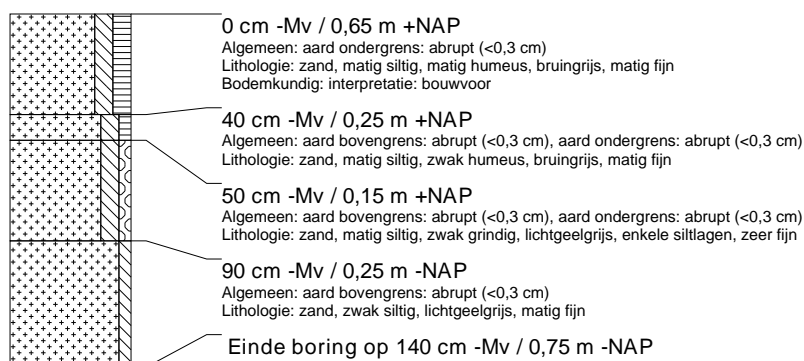 0 cm -Mv / 0,65 m +NAP
Algemeen: aard ondergrens: abrupt (<0,3 cm)
Lithologie: zand, matig siltig, matig humeus, bruingrijs, matig fijn
Bodemkundig: interpretatie: bouwvoor
40 cm -Mv / 0,25 m +NAP
Algemeen: aard bovengrens: abrupt (<0,3 cm), aard ondergrens: abrupt (<0,3 cm)
Lithologie: zand, matig siltig, zwak humeus, bruingrijs, matig fijn
50 cm -Mv / 0,15 m +NAP
Algemeen: aard bovengrens: abrupt (<0,3 cm), aard ondergrens: abrupt (<0,3 cm)
Lithologie: zand, matig siltig, zwak grindig, lichtgeelgrijs, enkele siltlagen, zeer fijn
90 cm -Mv / 0,25 m -NAP
Algemeen: aard bovengrens: abrupt (<0,3 cm)
Lithologie: zand, zwak siltig, lichtgeelgrijs, matig fijn
Einde boring op 140 cm -Mv / 0,75 m -NAP